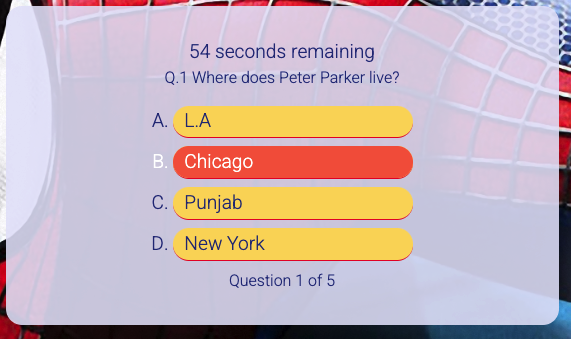 54 seconds remaining
Q.1 Where does Peter Parker live?
A. L.A
B. Chicago
C. Punjab
D. New York
Question 1 of 5